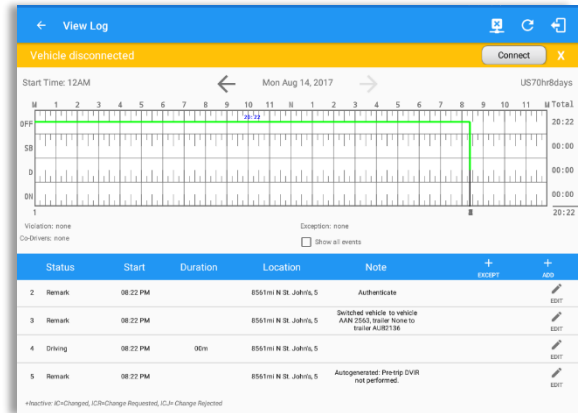 View Log
Vehicle disconnected
Connect X
Start Time: 12AM Mon Aug 14, 2017 US70hr8days
M 1 2 3 4 5 6 7 8 9 10 11 N 1 2 3 4 5 6 7 8 9 10 11 M Total
OFF 20:22 20:22
SB 00:00
D 00:00
ON 00:00
1 20:22
Violation: none Exception: none
Co-Drivers: none Show all events
Status Start Duration Location Note + EXCEPT + ADD
2 Remark 08:22 PM 8561mi N St. John's, 5 Authenticate EDIT
3 Remark 08:22 PM 8561mi N St. John's, 5 Switched vehicle to vehicle
AAN 2563, trailer None to
trailer AUB2136 EDIT
4 Driving 08:22 PM 00m 8561mi N St. John's, 5 EDIT
5 Remark 08:22 PM 8561mi N St. John's, 5 Autogenerated: Pre-trip DVIR
not performed. EDIT
+Inactive: IC=Changed, ICR=Change Requested, ICJ= Change Rejected